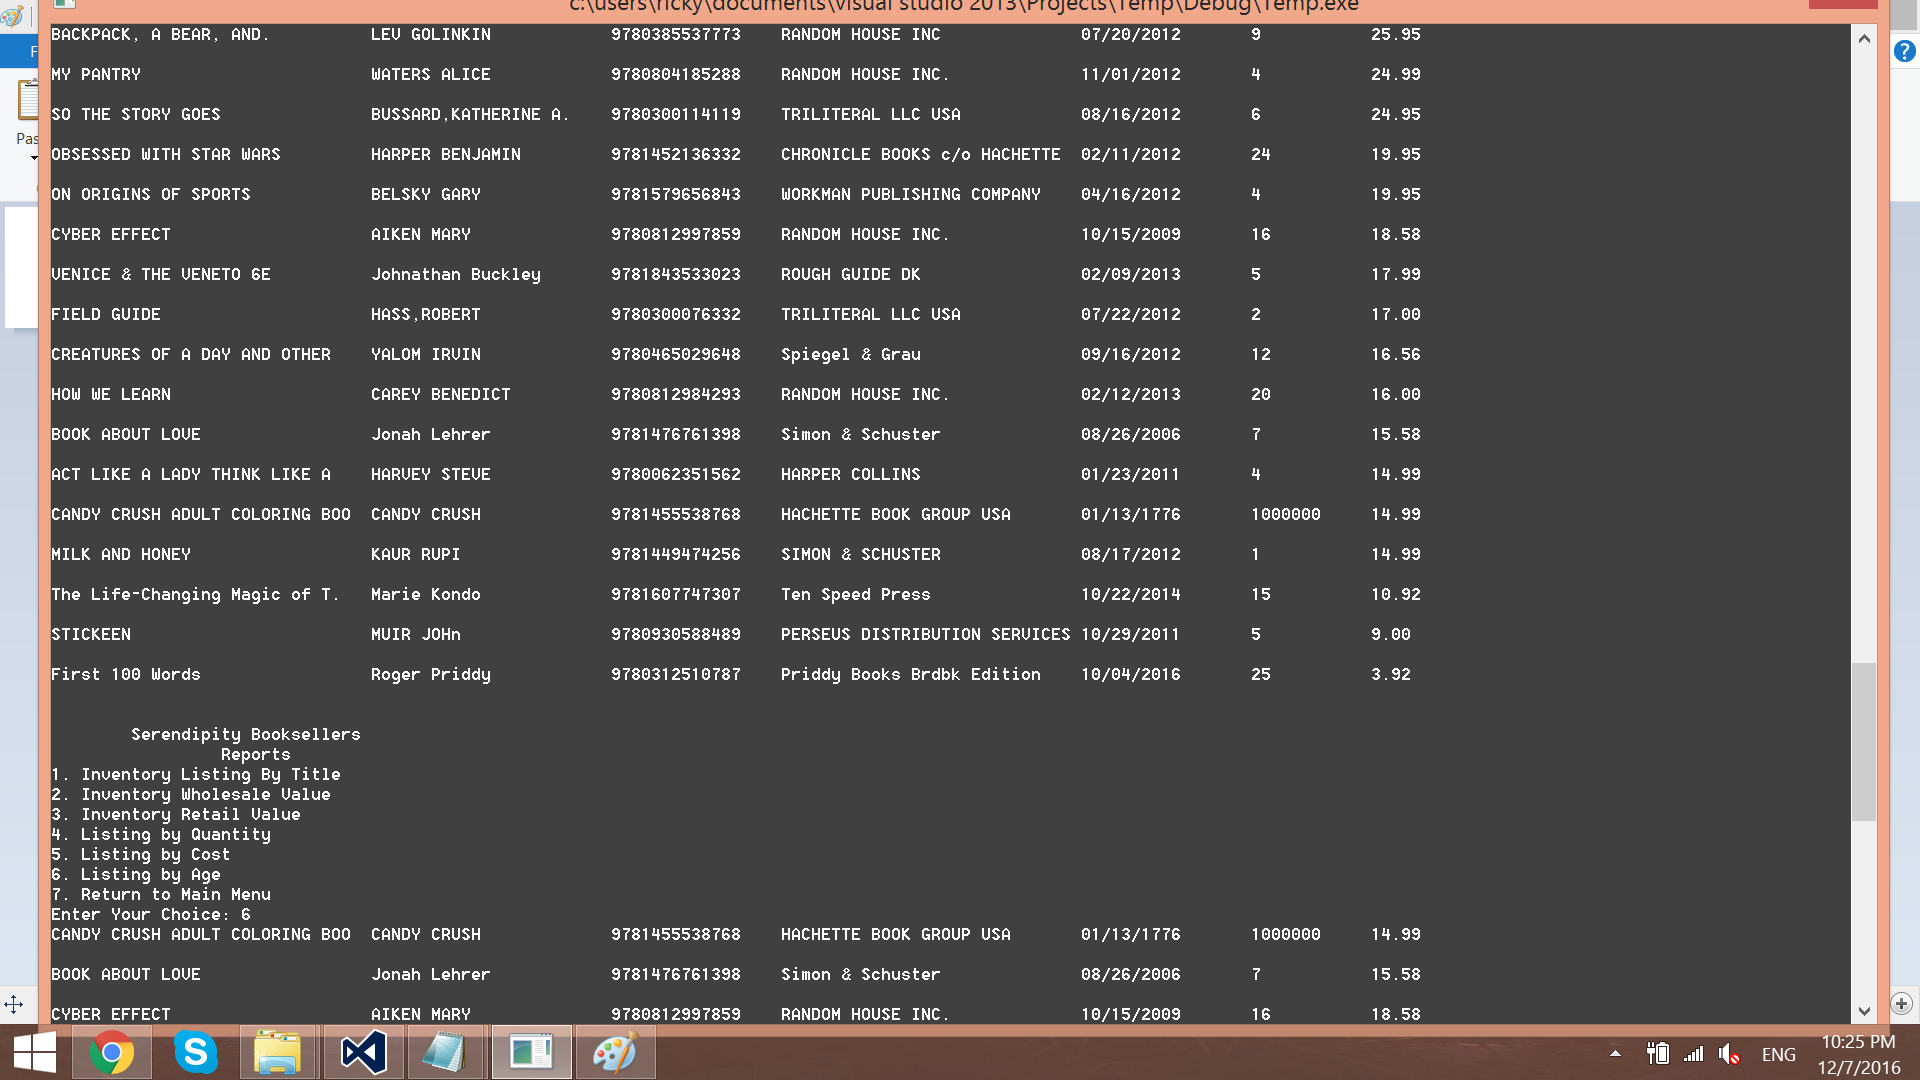 c:\users\ricky\documents\visual studio 2013\Projects\Temp\Debug\Temp.exe
F
BACKPACK, A BEAR, AND. LEV GOLINKIN 9780385537773 RANDOM HOUSE INC 07/20/2012 9 25.95
MY PANTRY WATERS ALICE 9780804185288 RANDOM HOUSE INC. 11/01/2012 4 24.99
SO THE STORY GOES BUSSARD,KATHERINE A. 9780300114119 TRILITERAL LLC USA 08/16/2012 6 24.95
Pas
OBSESSED WITH STAR WARS HARPER BENJAMIN 9781452136332 CHRONICLE BOOKS c/o HACHETTE 02/11/2012 24 19.95
ON ORIGINS OF SPORTS BELSKY GARY 9781579656843 WORKMAN PUBLISHING COMPANY 04/16/2012 4 19.95
CYBER EFFECT AIKEN MARY 9780812997859 RANDOM HOUSE INC. 10/15/2009 16 18.58
VENICE & THE VENETO 6E Johnathan Buckley 9781843533023 ROUGH GUIDE DK 02/09/2013 5 17.99
FIELD GUIDE HASS,ROBERT 9780300076332 TRILITERAL LLC USA 07/22/2012 2 17.00
CREATURES OF A DAY AND OTHER YALOM IRVIN 9780465029648 Spiegel & Grau 09/16/2012 12 16.56
HOW WE LEARN CAREY BENEDICT 9780812984293 RANDOM HOUSE INC. 02/12/2013 20 16.00
BOOK ABOUT LOVE Jonah Lehrer 9781476761398 Simon & Schuster 08/26/2006 7 15.58
ACT LIKE A LADY THINK LIKE A HARVEY STEVE 9780062351562 HARPER COLLINS 01/23/2011 4 14.99
CANDY CRUSH ADULT COLORING BOO CANDY CRUSH 9781455538768 HACHETTE BOOK GROUP USA 01/13/1776 1000000 14.99
MILK AND HONEY KAUR RUPI 9781449474256 SIMON & SCHUSTER 08/17/2012 1 14.99
The Life-Changing Magic of T. Marie Kondo 9781607747307 Ten Speed Press 10/22/2014 15 10.92
STICKEEN MUIR JOHn 9780930588489 PERSEUS DISTRIBUTION SERVICES 10/29/2011 5 9.00
First 100 Words Roger Priddy 9780312510787 Priddy Books Brdbk Edition 10/04/2016 25 3.92
Serendipity Booksellers
Reports
1. Inventory Listing By Title
2. Inventory Wholesale Value
3. Inventory Retail Value
4. Listing by Quantity
5. Listing by Cost
6. Listing by Age
7. Return to Main Menu
Enter Your Choice: 6
CANDY CRUSH ADULT COLORING BOO CANDY CRUSH 9781455538768 HACHETTE BOOK GROUP USA 01/13/1776 1000000 14.99
BOOK ABOUT LOVE Jonah Lehrer 9781476761398 Simon & Schuster 08/26/2006 7 15.58
CYBER EFFECT AIKEN MARY 9780812997859 RANDOM HOUSE INC. 10/15/2009 16 18.58
ENG
10:25 PM
12/7/2016